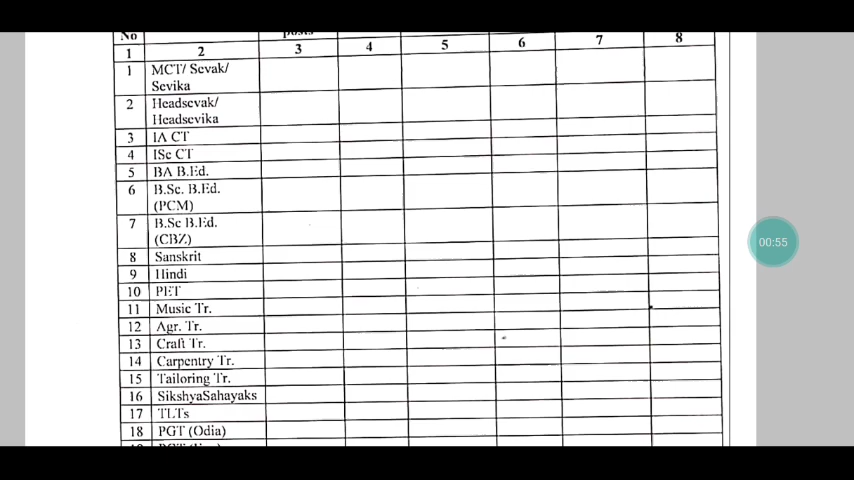 No posts
1 2 3 4 5 6 7 8
1 MCT/ Sevak/
Sevika
2 Headsevak/
Headsevika
3 IA CT
4 ISc CT
5 BA B.Ed.
6 B.Sc. B.Ed.
(PCM)
7 B.Sc B.Ed.
(CBZ)
8 Sanskrit
9 Hindi
10 PET
11 Music Tr.
12 Agr. Tr.
13 Craft Tr.
14 Carpentry Tr.
15 Tailoring Tr.
16 SikshyaSahayaks
17 TLTs
18 PGT (Odia)
00:55